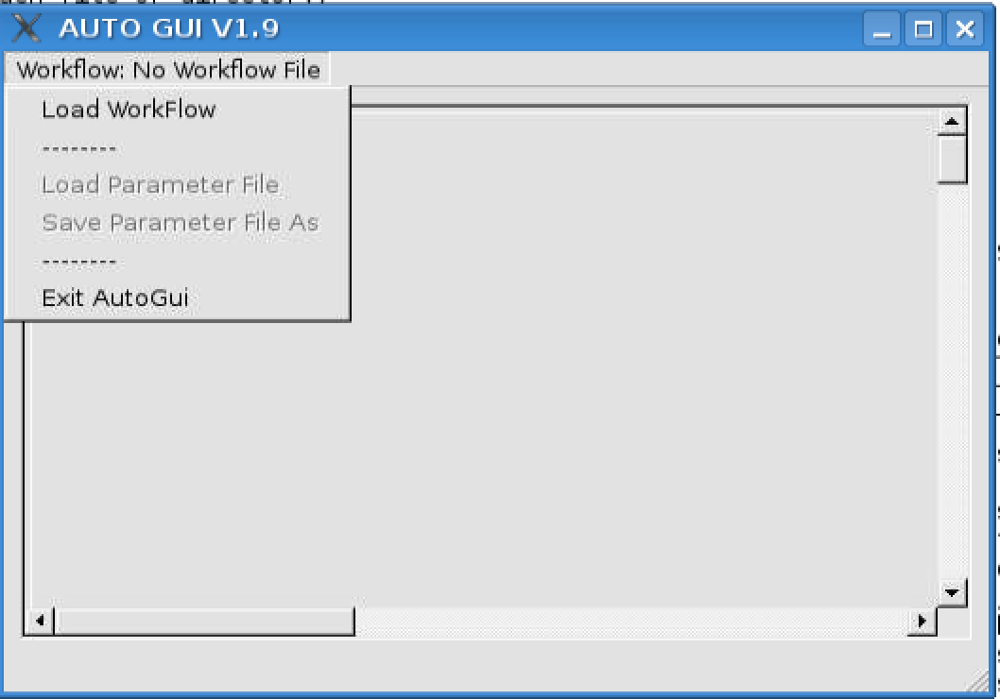 AUTO GUI V1.9
Workflow: No Workflow File
Load WorkFlow
--------
Load Parameter File
Save Parameter File As
--------
Exit AutoGui